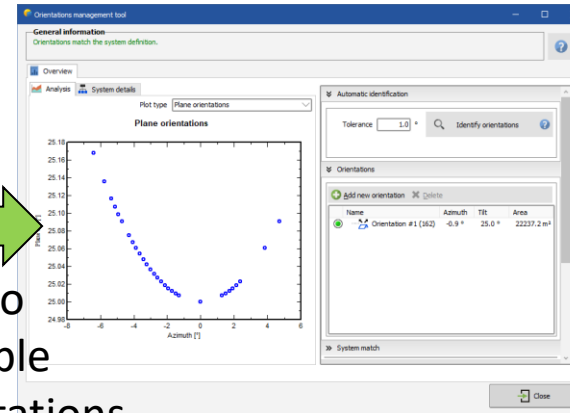 Orientations management tool
General information
Orientations match the system definition.
Overview
Analysis System details
Plot type Plane orientations
Plane orientations
25.18
25.16
25.14
25.12
25.10
25.08
25.06
25.04
25.02
25.00
24.98
-8 -6 -4 -2 0 2 4 6
Azimuth [°]
Automatic identification
Tolerance 1.0 ° Identify orientations
Orientations
Add new orientation Delete
Name Azimuth Tilt Area
Orientation #1 (162) -0.9 ° 25.0 ° 22237.2 m²
System match
Close